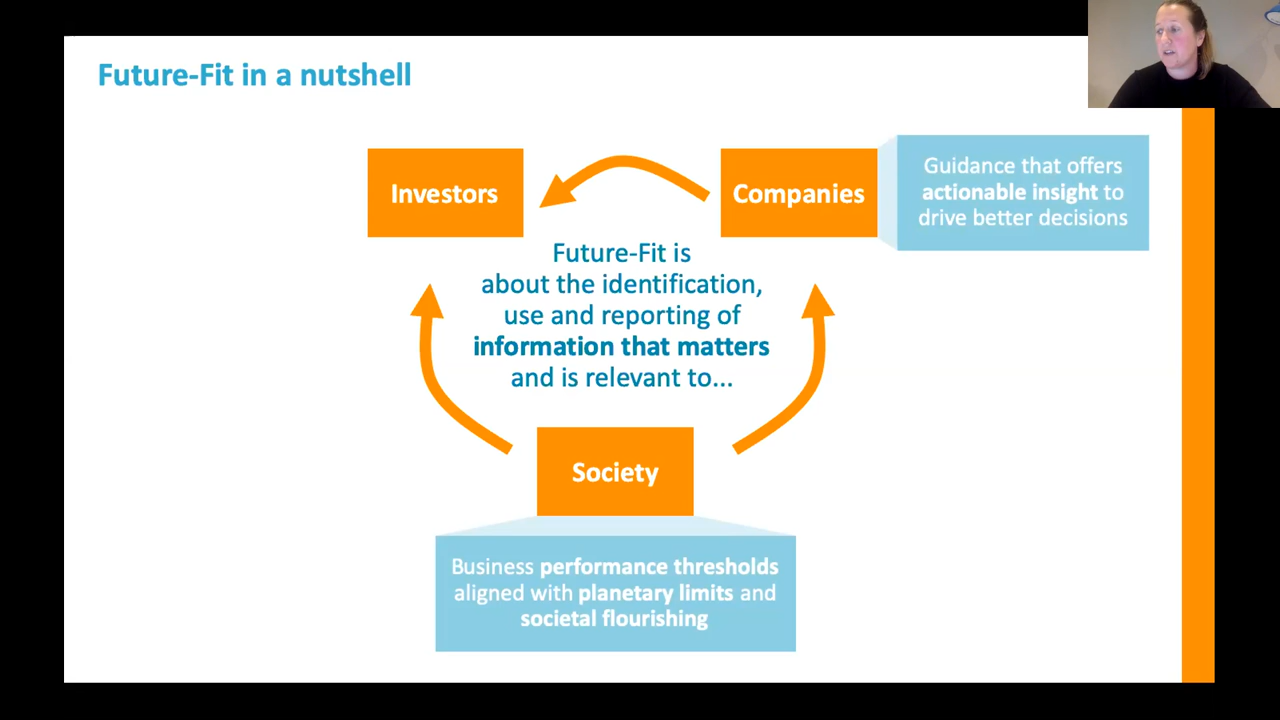 Future-Fit in a nutshell
Investors
Companies
Guidance that offers
actionable insight to
drive better decisions
Future-Fit is
about the identification,
use and reporting of
information that matters
and is relevant to...
Society
Business performance thresholds
aligned with planetary limits and
societal flourishing